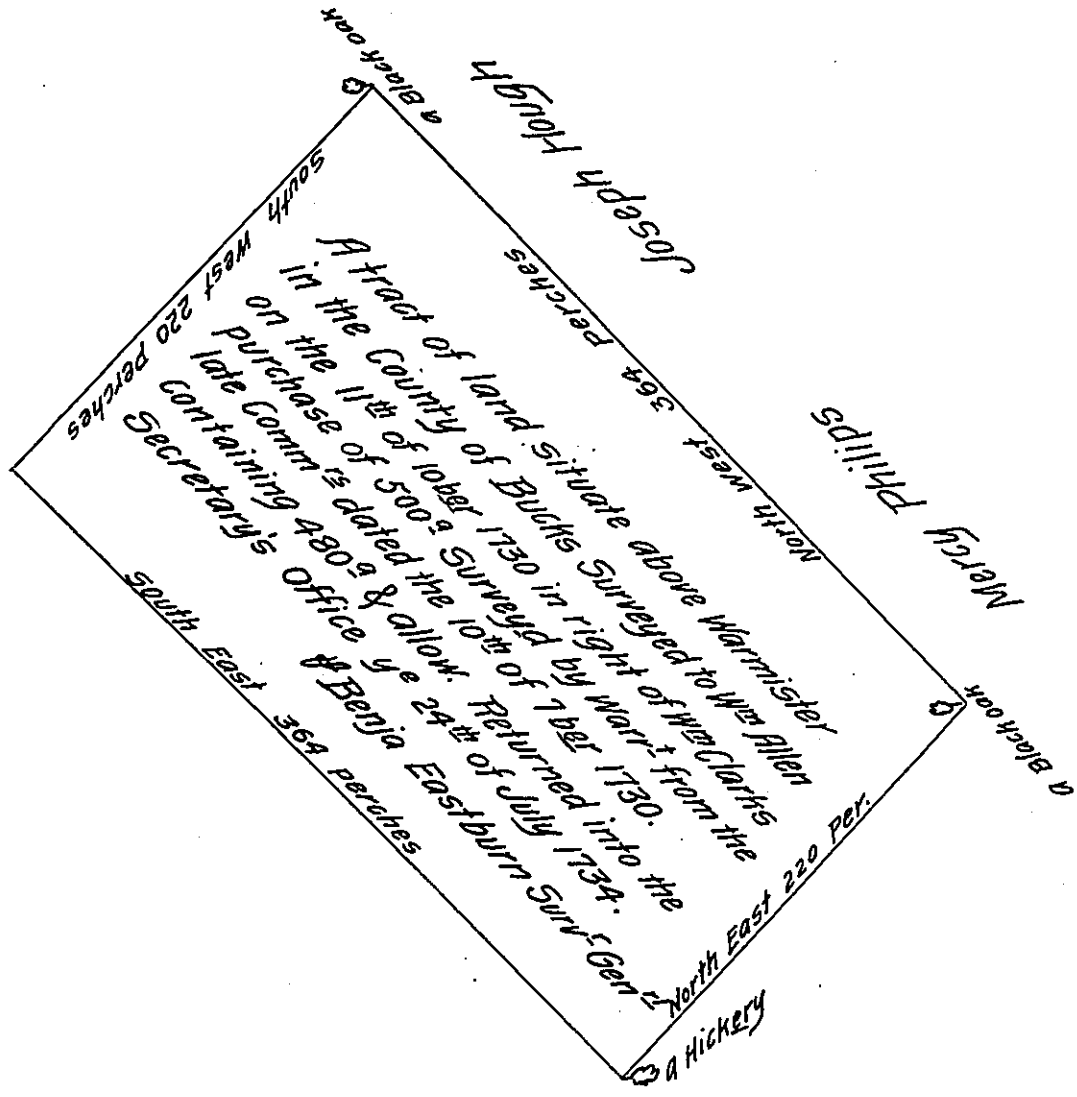 a Black oak
Joseph Hough
South West 220 perches
North West 364 perches
Mercy Phillips
A tract of land situate above Warmister
in the County of Bucks Surveyed to Wm Allen
on the 11th of 10ber 1730 in right of Wm Clarks
purchase of 500a Surveyd by Warrt from the
late Commrs dated the 10th of 7ber 1730.
Containing 480a & allow. Returned into the
Secretary's Office ye 24th of July 1734.
Benja Eastburn Survr Genrl
South East 364 perches
North East 220 Per.
a Black oak
a Hickery